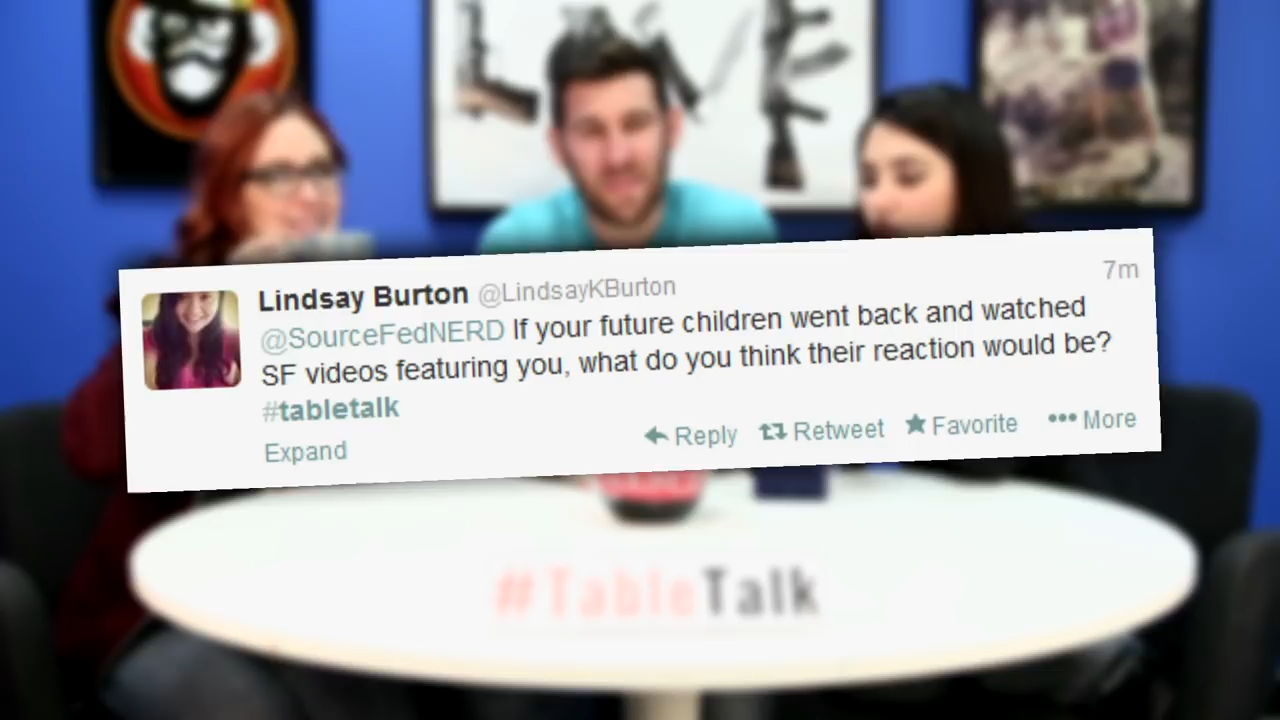 LOVE
Lindsay Burton @LindsayKBurton 7m
@SourceFedNERD If your future children went back and watched
SF videos featuring you, what do you think their reaction would be?
#tabletalk
Expand Reply Retweet Favorite More
#TableTalk